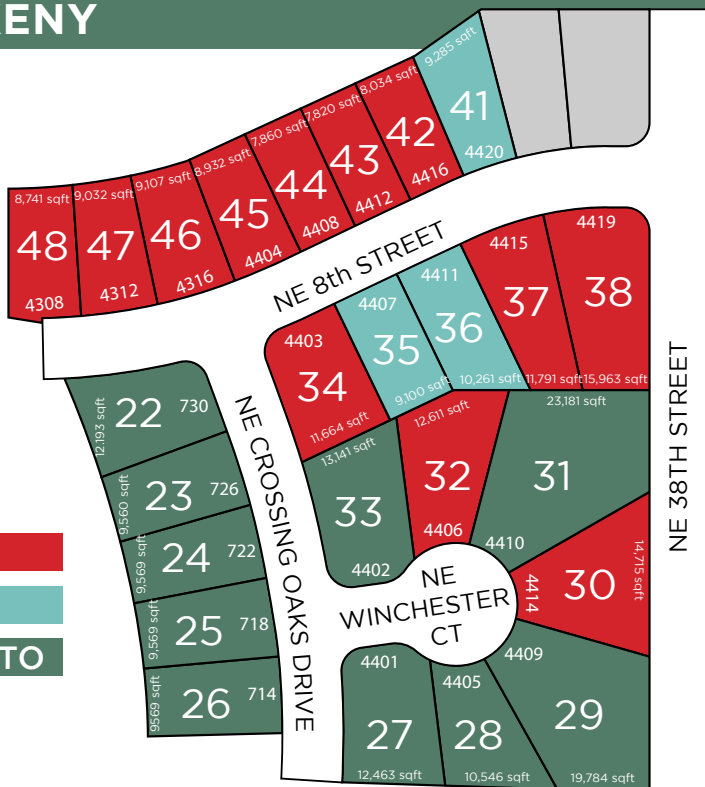 KENY
9,285 sqft
41
4420
8,034 sqft
42
4416
7,820 sqft
43
4412
7,860 sqft
44
4408
8,932 sqft
45
4404
9,107 sqft
46
4316
9,032 sqft
47
4312
8,741 sqft
48
4308
NE 8th STREET
4403
34
11,664 sqft
4407
35
9,100 sqft
4411
36
10,261 sqft
4415
37
11,791 sqft
4419
38
15,963 sqft
NE 38TH STREET
22
730
12,193 sqft
23
726
9,560 sqft
24
722
9,569 sqft
25
718
9,569 sqft
26
714
9569 sqft
NE CROSSING OAKS DRIVE
13,141 sqft
33
4402
12,611 sqft
32
4406
23,181 sqft
31
4410
14,715 sqft
30
4414
NE
WINCHESTER
CT
4401
27
12,463 sqft
4405
28
10,546 sqft
4409
29
19,784 sqft
TO